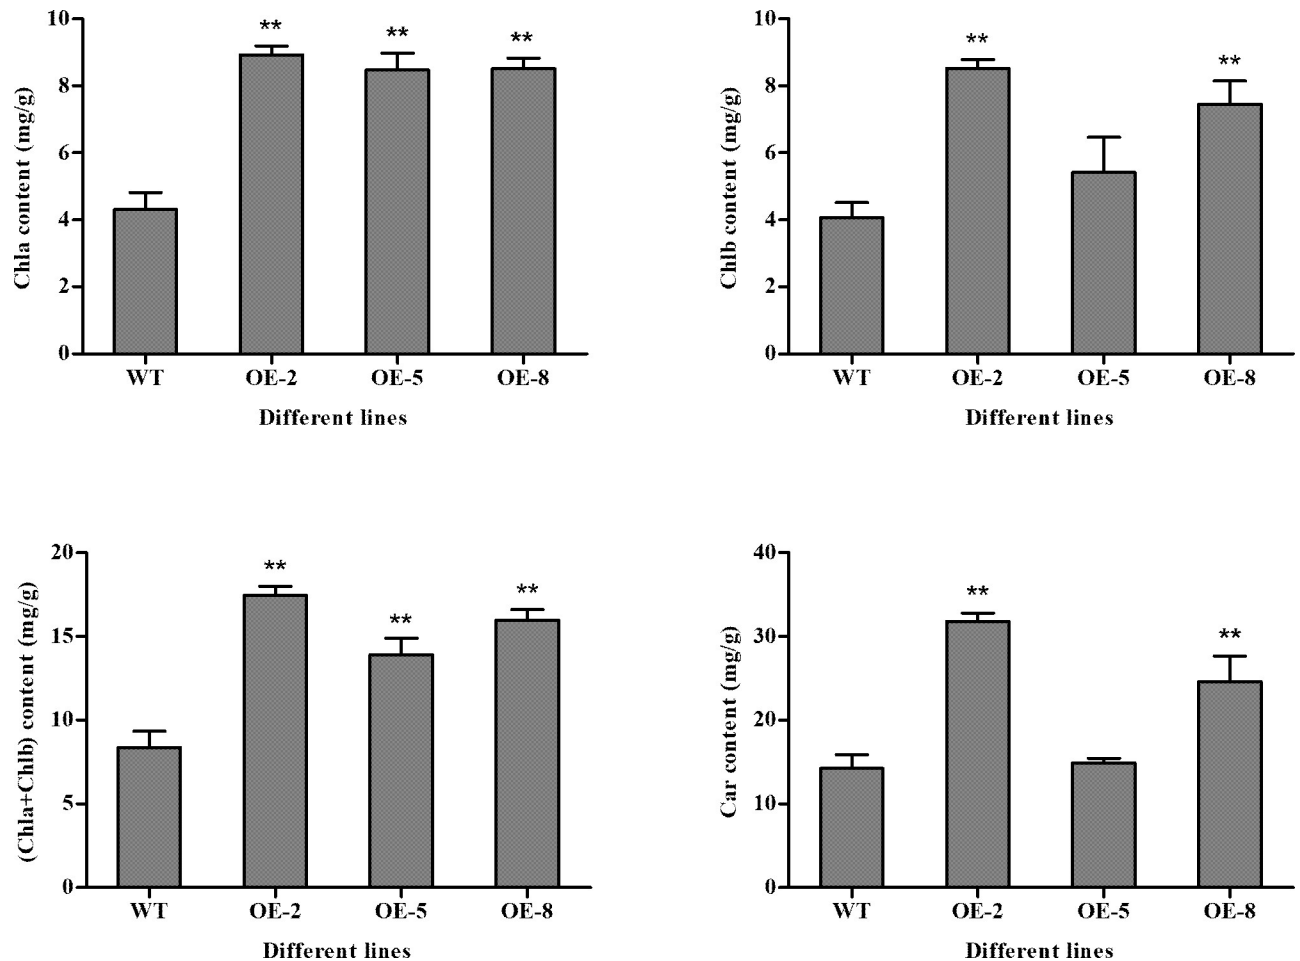 Chla content (mg/g)
10
8
6
4
2
0
**
**
**
WT OE-2 OE-5 OE-8
Different lines
Chlb content (mg/g)
10
8
6
4
2
0
**
**
WT OE-2 OE-5 OE-8
Different lines
(Chla+Chlb) content (mg/g)
20
15
10
5
0
**
**
**
WT OE-2 OE-5 OE-8
Different lines
Car content (mg/g)
40
30
20
10
0
**
**
WT OE-2 OE-5 OE-8
Different lines